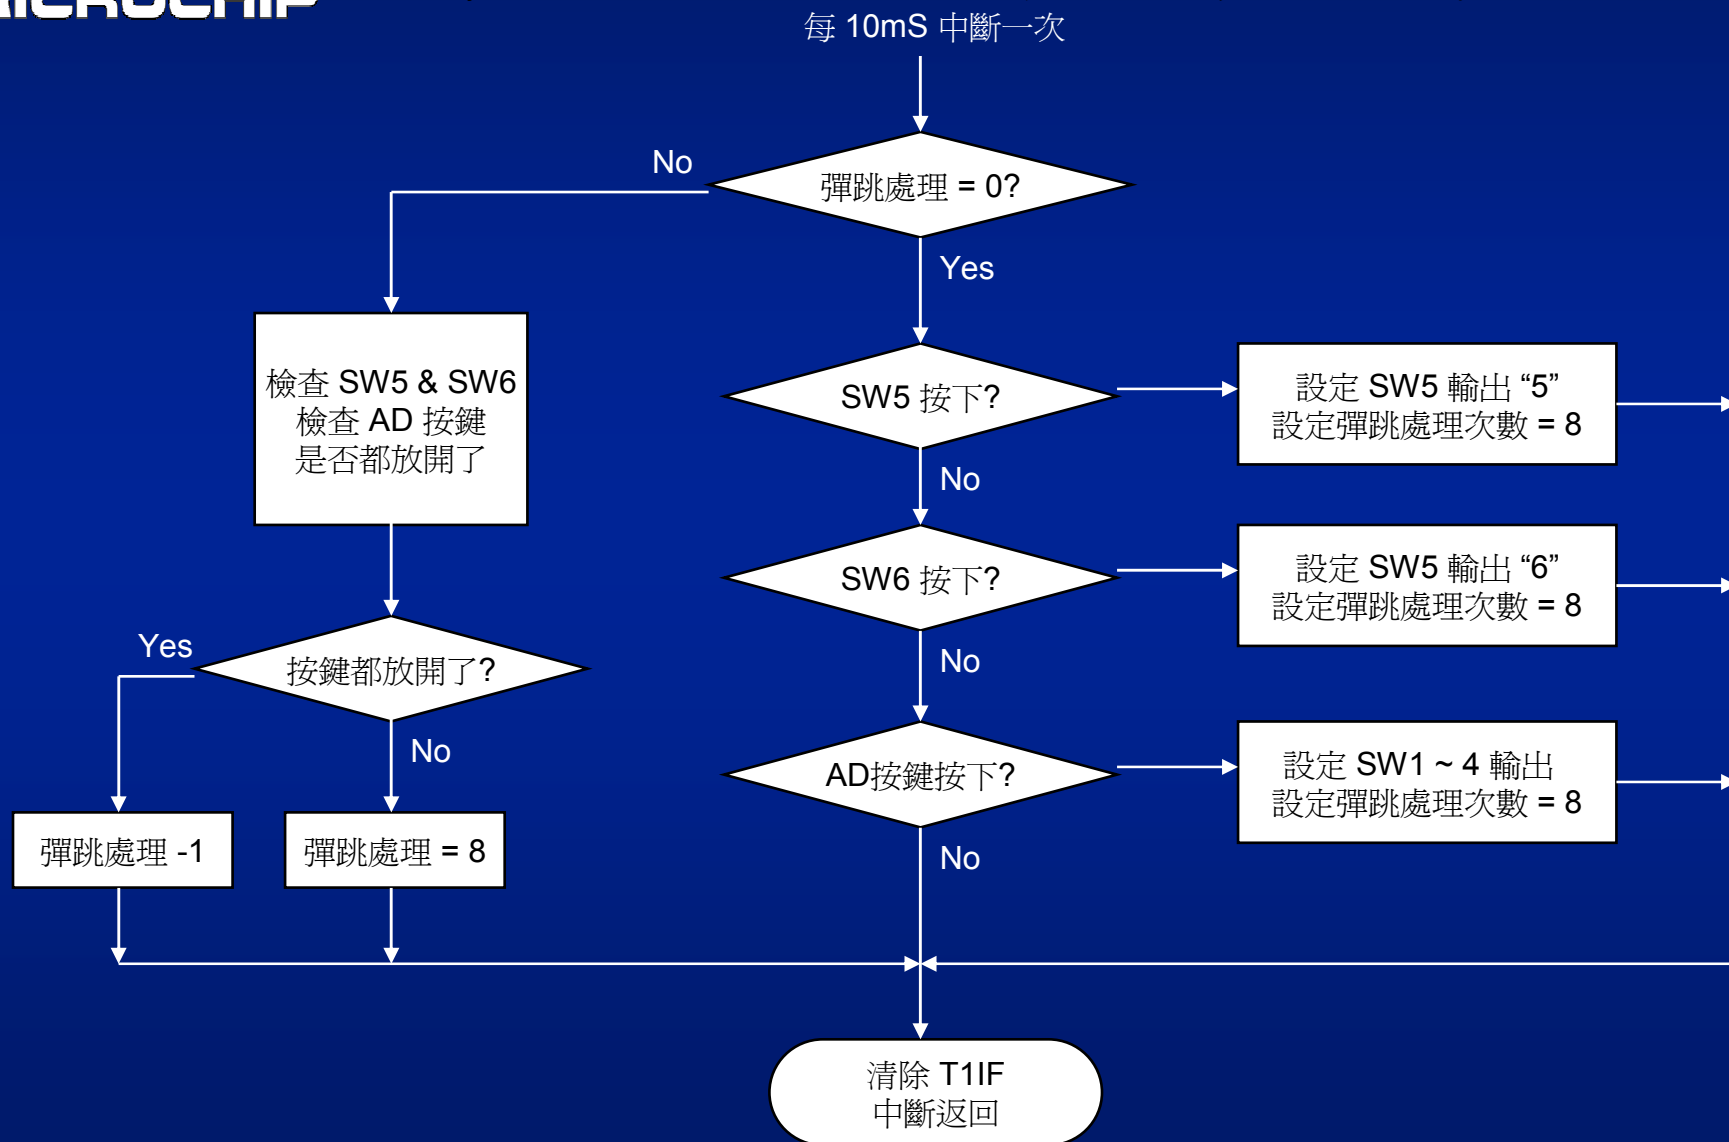 MICROCHIP
每 10mS 中斷一次
No
彈跳處理 = 0?
Yes
檢查 SW5 & SW6
檢查 AD 按鍵
是否都放開了
SW5 按下?
設定 SW5 輸出 “5”
設定彈跳處理次數 = 8
No
SW6 按下?
設定 SW5 輸出 “6”
設定彈跳處理次數 = 8
Yes
按鍵都放開了?
No
No
AD按鍵按下?
設定 SW1 ~ 4 輸出
設定彈跳處理次數 = 8
彈跳處理 -1
彈跳處理 = 8
No
清除 T1IF
中斷返回